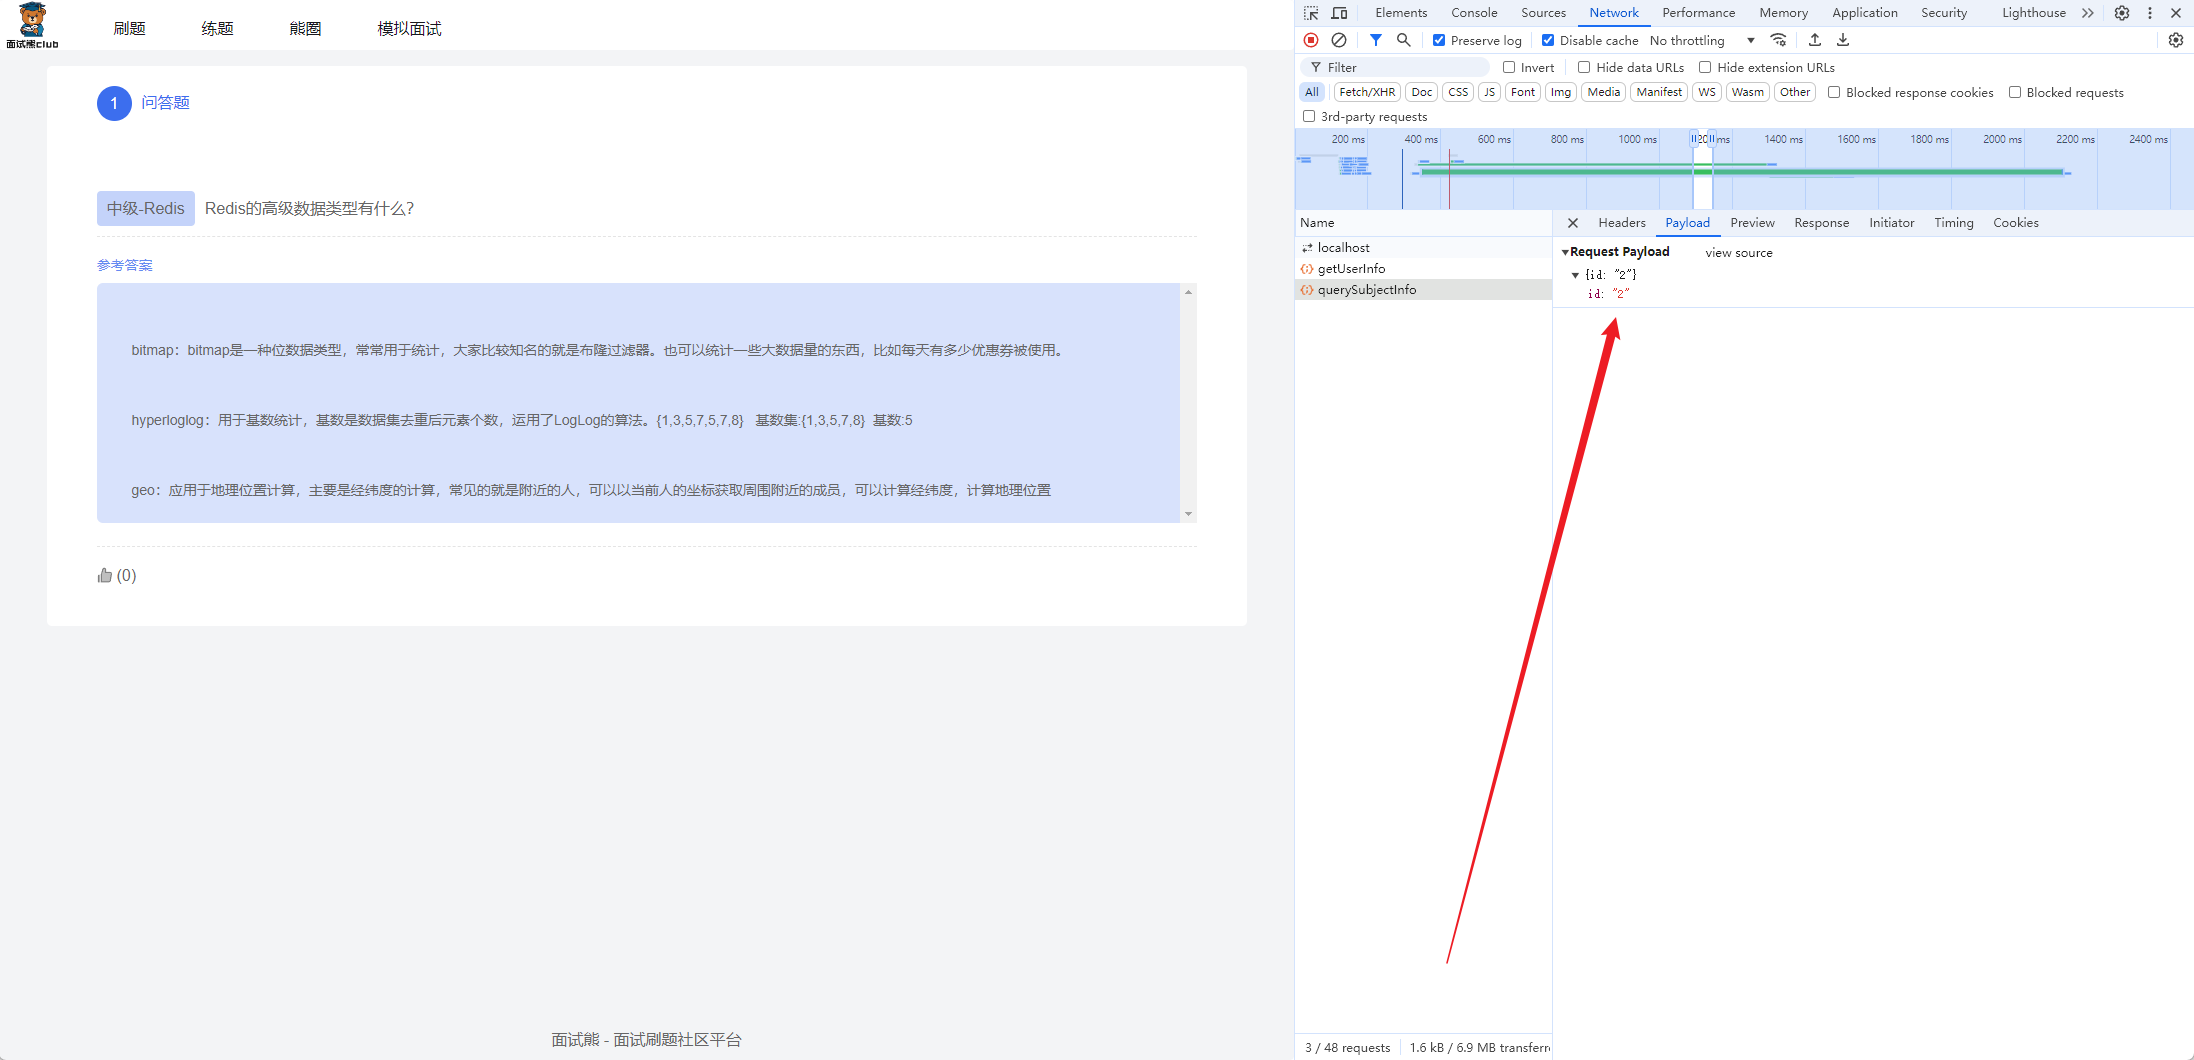 面试熊club
刷题 练题 熊圈 模拟面试
1 问答题
中级-Redis Redis的高级数据类型有什么?
参考答案
bitmap：bitmap是一种位数据类型，常常用于统计，大家比较知名的就是布隆过滤器。也可以统计一些大数据量的东西，比如每天有多少优惠券被使用。
hyperloglog：用于基数统计，基数是数据集去重后元素个数，运用了LogLog的算法。{1,3,5,7,5,7,8} 基数集:{1,3,5,7,8} 基数:5
geo：应用于地理位置计算，主要是经纬度的计算，常见的就是附近的人，可以以当前人的坐标获取周围附近的成员，可以计算经纬度，计算地理位置
(0)
面试熊 - 面试刷题社区平台
Elements Console Sources Network Performance Memory Application Security Lighthouse
Preserve log Disable cache No throttling
Filter Invert Hide data URLs Hide extension URLs
All Fetch/XHR Doc CSS JS Font Img Media Manifest WS Wasm Other Blocked response cookies Blocked requests
3rd-party requests
200 ms 400 ms 600 ms 800 ms 1000 ms 1400 ms 1600 ms 1800 ms 2000 ms 2200 ms 2400 ms
Name Headers Payload Preview Response Initiator Timing Cookies
localhost
getUserInfo
querySubjectInfo
Request Payload view source
{id: "2"}
id: "2"
3 / 48 requests 1.6 kB / 6.9 MB transferr